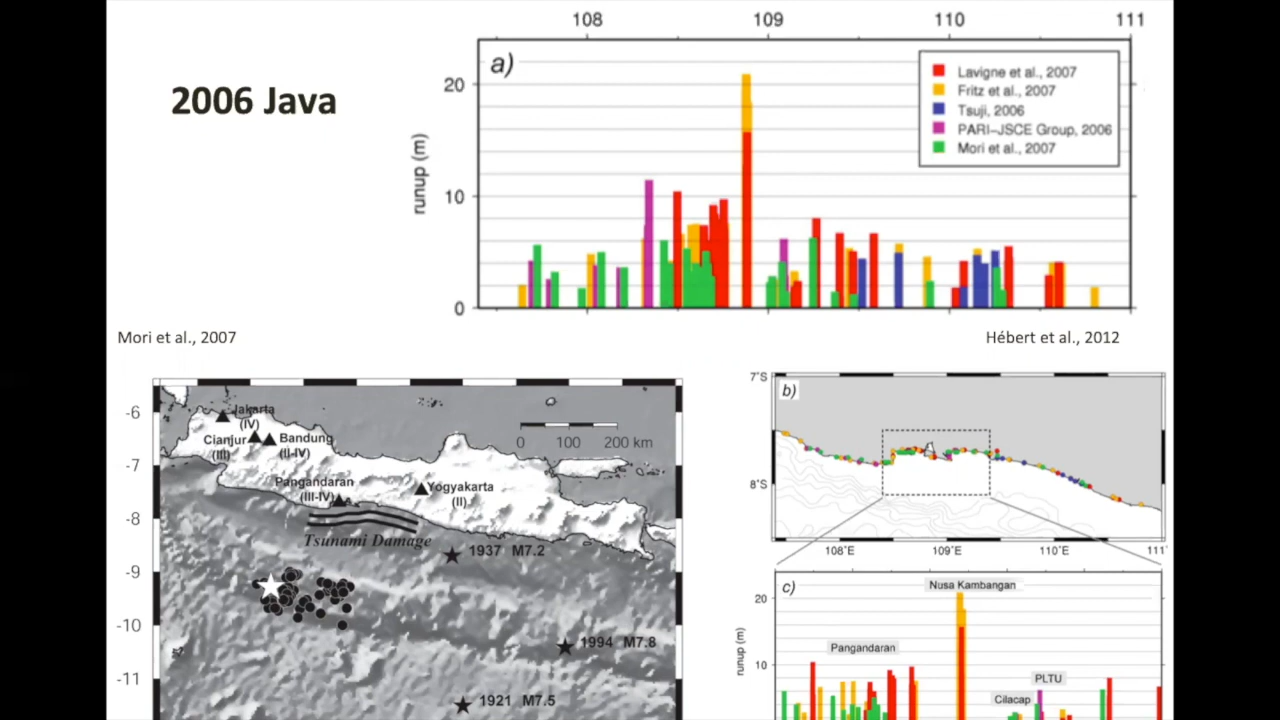 2006 Java
108 109 110 111
a)
20
10
0
runup (m)
Lavigne et al., 2007
Fritz et al., 2007
Tsuji, 2006
PARI–JSCE Group, 2006
Mori et al., 2007
Mori et al., 2007
Hébert et al., 2012
-6
-7
-8
-9
-10
-11
Jakarta
(IV)
Cianjur
(III)
Bandung
(II-IV)
0 100 200 km
Pangandaran
(III-IV)
Yogyakarta
(II)
Tsunami Damage
1937 M7.2
1994 M7.8
1921 M7.5
7˚S
b)
8˚S
108˚E 109˚E 110˚E 111˚
c)
20
10
runup (m)
Nusa Kambangan
Pangandaran
PLTU
Cilacap